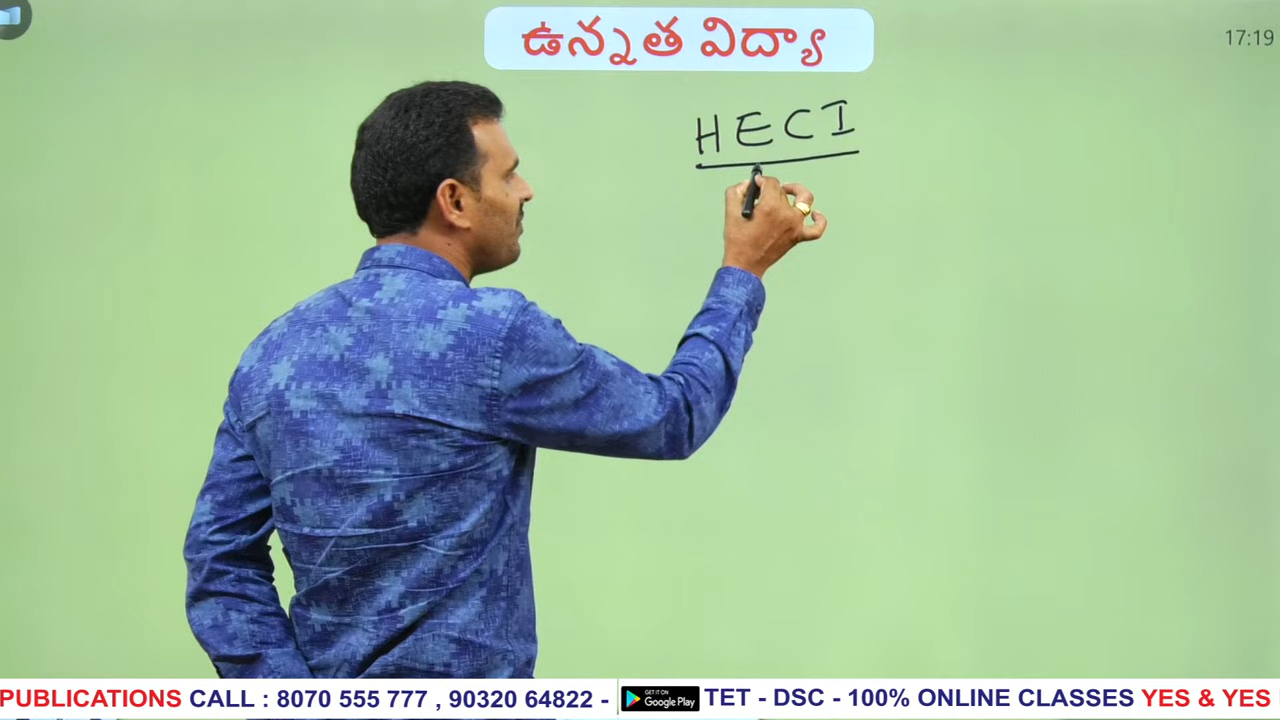 ఉన్నత విద్యా
17:19
HECI
PUBLICATIONS CALL : 8070 555 777 , 90320 64822 - GET IT ON Google Play TET - DSC - 100% ONLINE CLASSES YES & YES